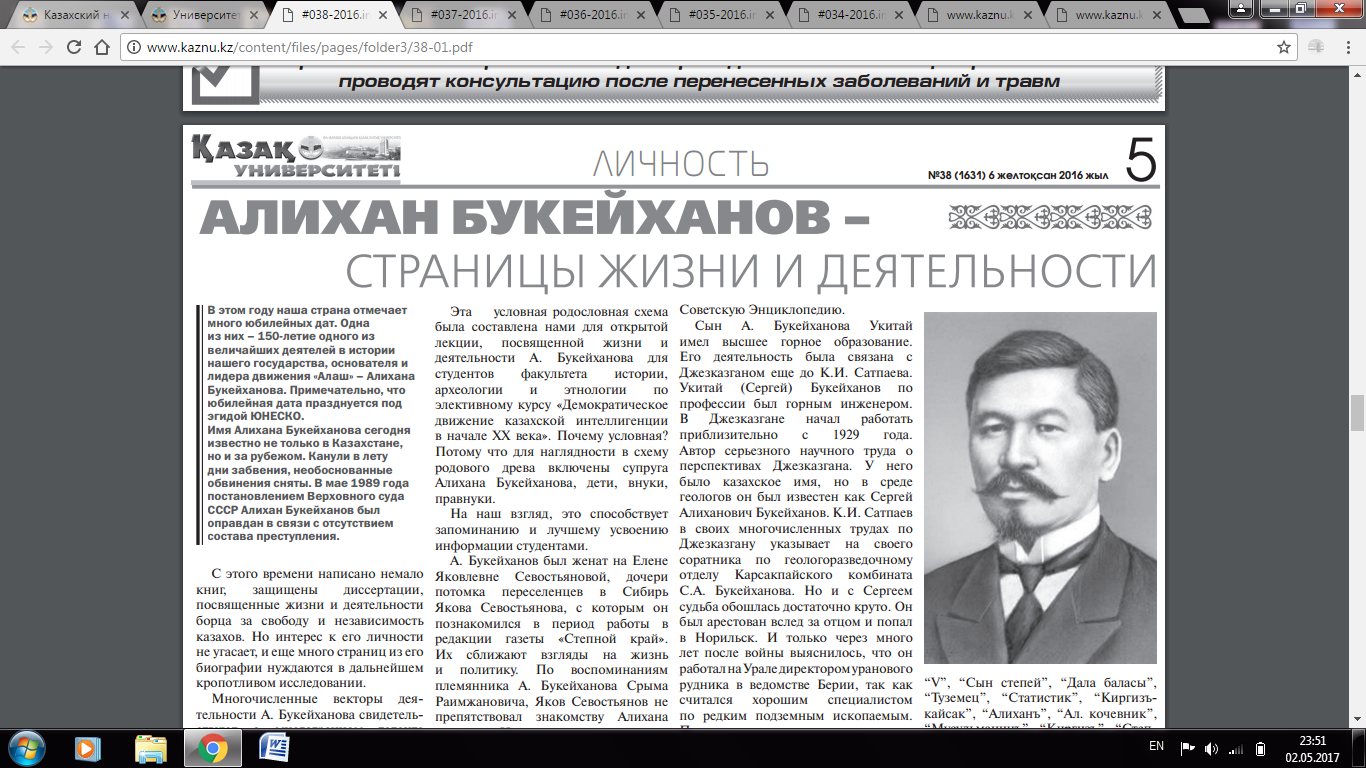 Казахский н
Университе
#038-2016.in
#037-2016.in
#036-2016.in
#035-2016.in
#034-2016.in
www.kaznu.k
www.kaznu.k
www.kaznu.kz/content/files/pages/folder3/38-01.pdf
проводят консультацию после перенесенных заболеваний и травм
ҚАЗАҚ
УНИВЕРСИТЕТІ
ЛИЧНОСТЬ
№38 (1631) 6 желтоқсан 2016 жыл
5
АЛИХАН БУКЕЙХАНОВ –
СТРАНИЦЫ ЖИЗНИ И ДЕЯТЕЛЬНОСТИ
В этом году наша страна отмечает
много юбилейных дат. Одна
из них – 150-летие одного из
величайших деятелей в истории
нашего государства, основателя и
лидера движения «Алаш» – Алихана
Букейханова. Примечательно, что
юбилейная дата празднуется под
эгидой ЮНЕСКО.
Имя Алихана Букейханова сегодня
известно не только в Казахстане,
но и за рубежом. Канули в лету
дни забвения, необоснованные
обвинения сняты. В мае 1989 года
постановлением Верховного суда
СССР Алихан Букейханов был
оправдан в связи с отсутствием
состава преступления.
С этого времени написано немало
книг, защищены диссертации,
посвященные жизни и деятельности
борца за свободу и независимость
казахов. Но интерес к его личности
не угасает, и еще много страниц из его
биографии нуждаются в дальнейшем
кропотливом исследовании.
Многочисленные векторы дея-
тельности А. Букейханова свидетель-
Эта условная родословная схема
была составлена нами для открытой
лекции, посвященной жизни и
деятельности А. Букейханова для
студентов факультета истории,
археологии и этнологии по
элективному курсу «Демократическое
движение казахской интеллигенции
в начале XX века». Почему условная?
Потому что для наглядности в схему
родового древа включены супруга
Алихана Букейханова, дети, внуки,
правнуки.
На наш взгляд, это способствует
запоминанию и лучшему усвоению
информации студентами.
А. Букейханов был женат на Елене
Яковлевне Севостьяновой, дочери
потомка переселенцев в Сибирь
Якова Севостьянова, с которым он
познакомился в период работы в
редакции газеты «Степной край».
Их сближают взгляды на жизнь
и политику. По воспоминаниям
племянника А. Букейханова Срыма
Раимжановича, Яков Севостьянов не
препятствовал знакомству Алихана
Советскую Энциклопедию.
Сын А. Букейханова Укитай
имел высшее горное образование.
Его деятельность была связана с
Джезказганом еще до К.И. Сатпаева.
Укитай (Сергей) Букейханов по
профессии был горным инженером.
В Джезказгане начал работать
приблизительно с 1929 года.
Автор серьезного научного труда о
перспективах Джезказгана. У него
было казахское имя, но в среде
геологов он был известен как Сергей
Алиханович Букейханов. К.И. Сатпаев
в своих многочисленных трудах по
Джезказгану указывает на своего
соратника по геологоразведочному
отделу Карсакпайского комбината
С.А. Букейханова. Но и с Сергеем
судьба обошлась достаточно круто. Он
был арестован вслед за отцом и попал
в Норильск. И только через много
лет после войны выяснилось, что он
работал на Урале директором уранового
рудника в ведомстве Берии, так как
считался хорошим специалистом
по редким подземным ископаемым.
“V”, “Сын степей”, “Дала баласы”,
“Туземец”, “Статистик”, “Киргизъ-
кайсак”, “Алиханъ”, “Ал. кочевник”,
EN
23:51
02.05.2017